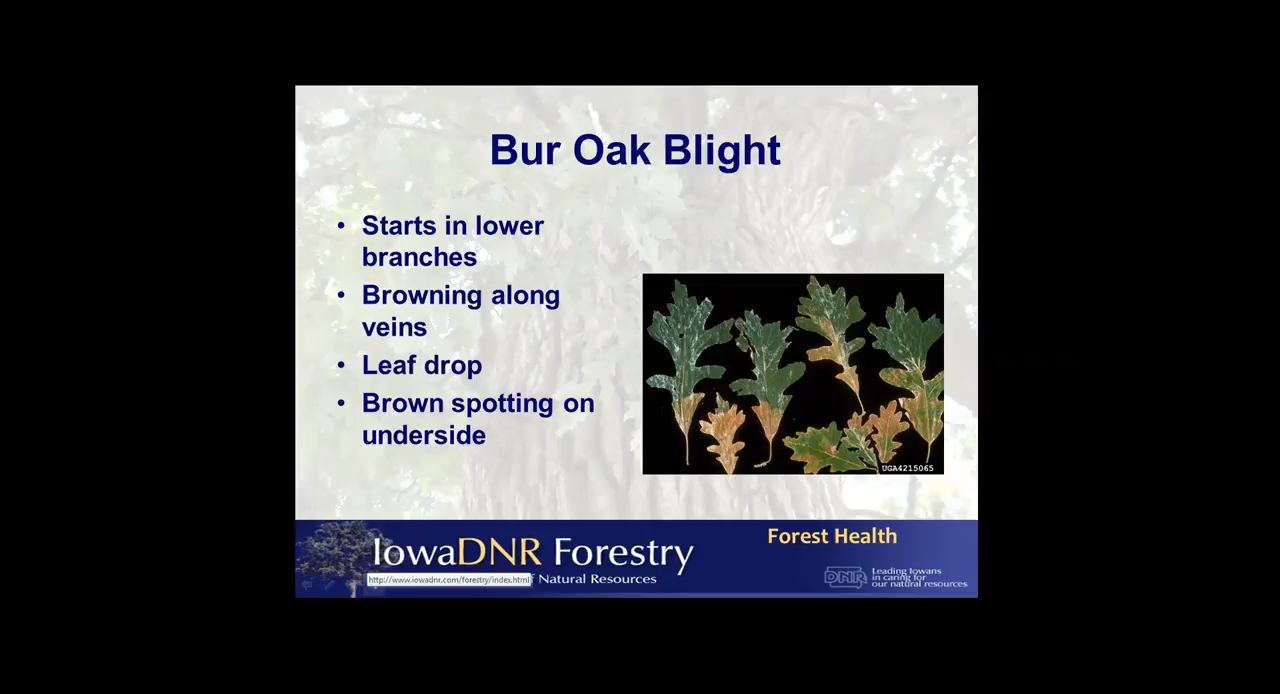 Bur Oak Blight
• Starts in lower
branches
• Browning along
veins
• Leaf drop
• Brown spotting on
underside
UGA4215065
Forest Health
IowaDNR Forestry
http://www.iowadnr.com/forestry/index.html
Natural Resources
DNR
Leading Iowans
in caring for
our natural resources